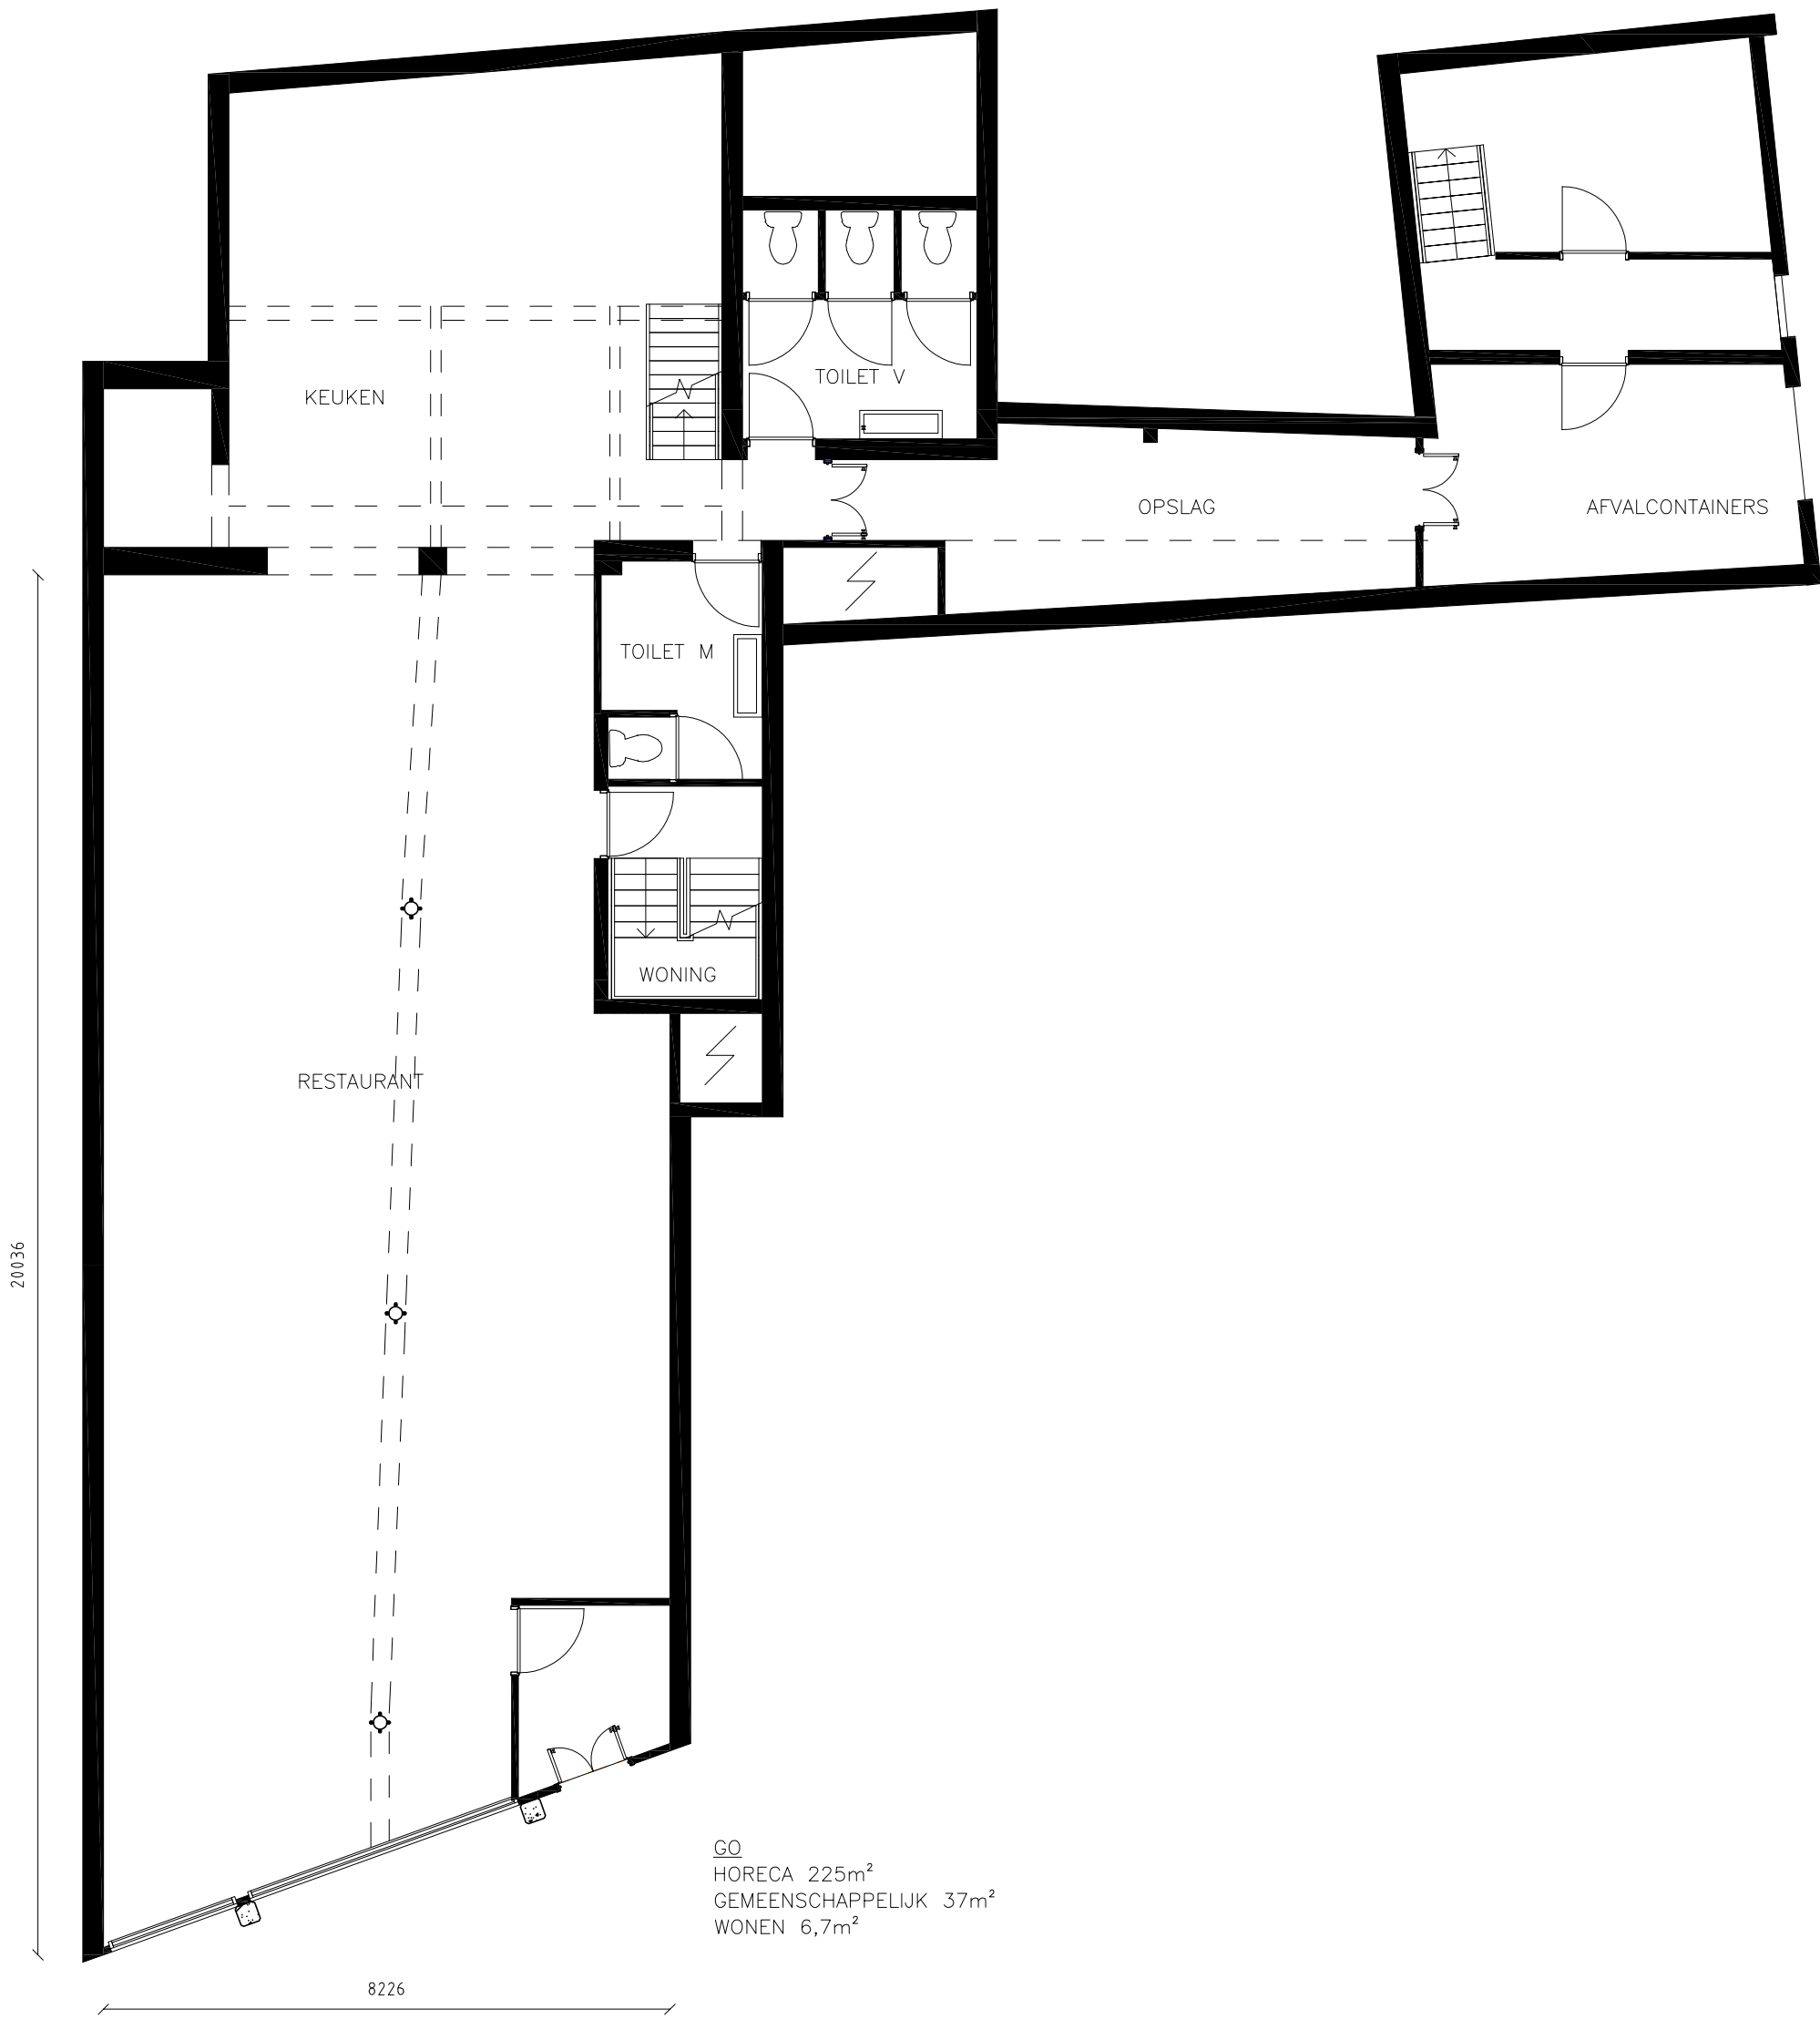 KEUKEN
TOILET V
OPSLAG
AFVALCONTAINERS
TOILET M
WONING
RESTAURANT
20036
GO
HORECA 225m²
GEMEENSCHAPPELIJK 37m²
WONEN 6,7m²
8226